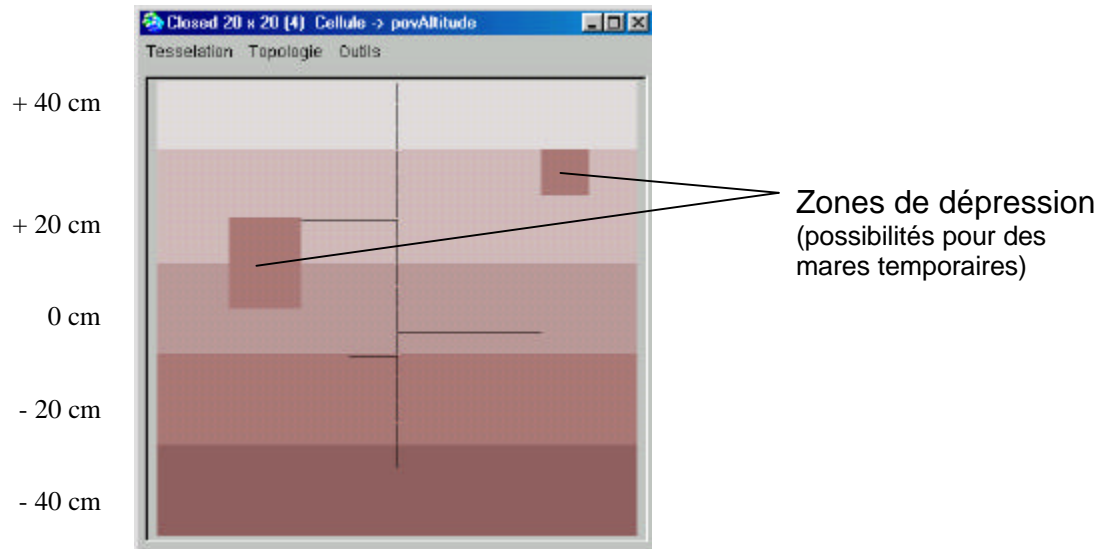 Closed 20 x 20 (4) Cellule -> povAltitude
Tesselation Topologie Outils
+ 40 cm
+ 20 cm
0 cm
- 20 cm
- 40 cm
Zones de dépression
(possibilités pour des
mares temporaires)